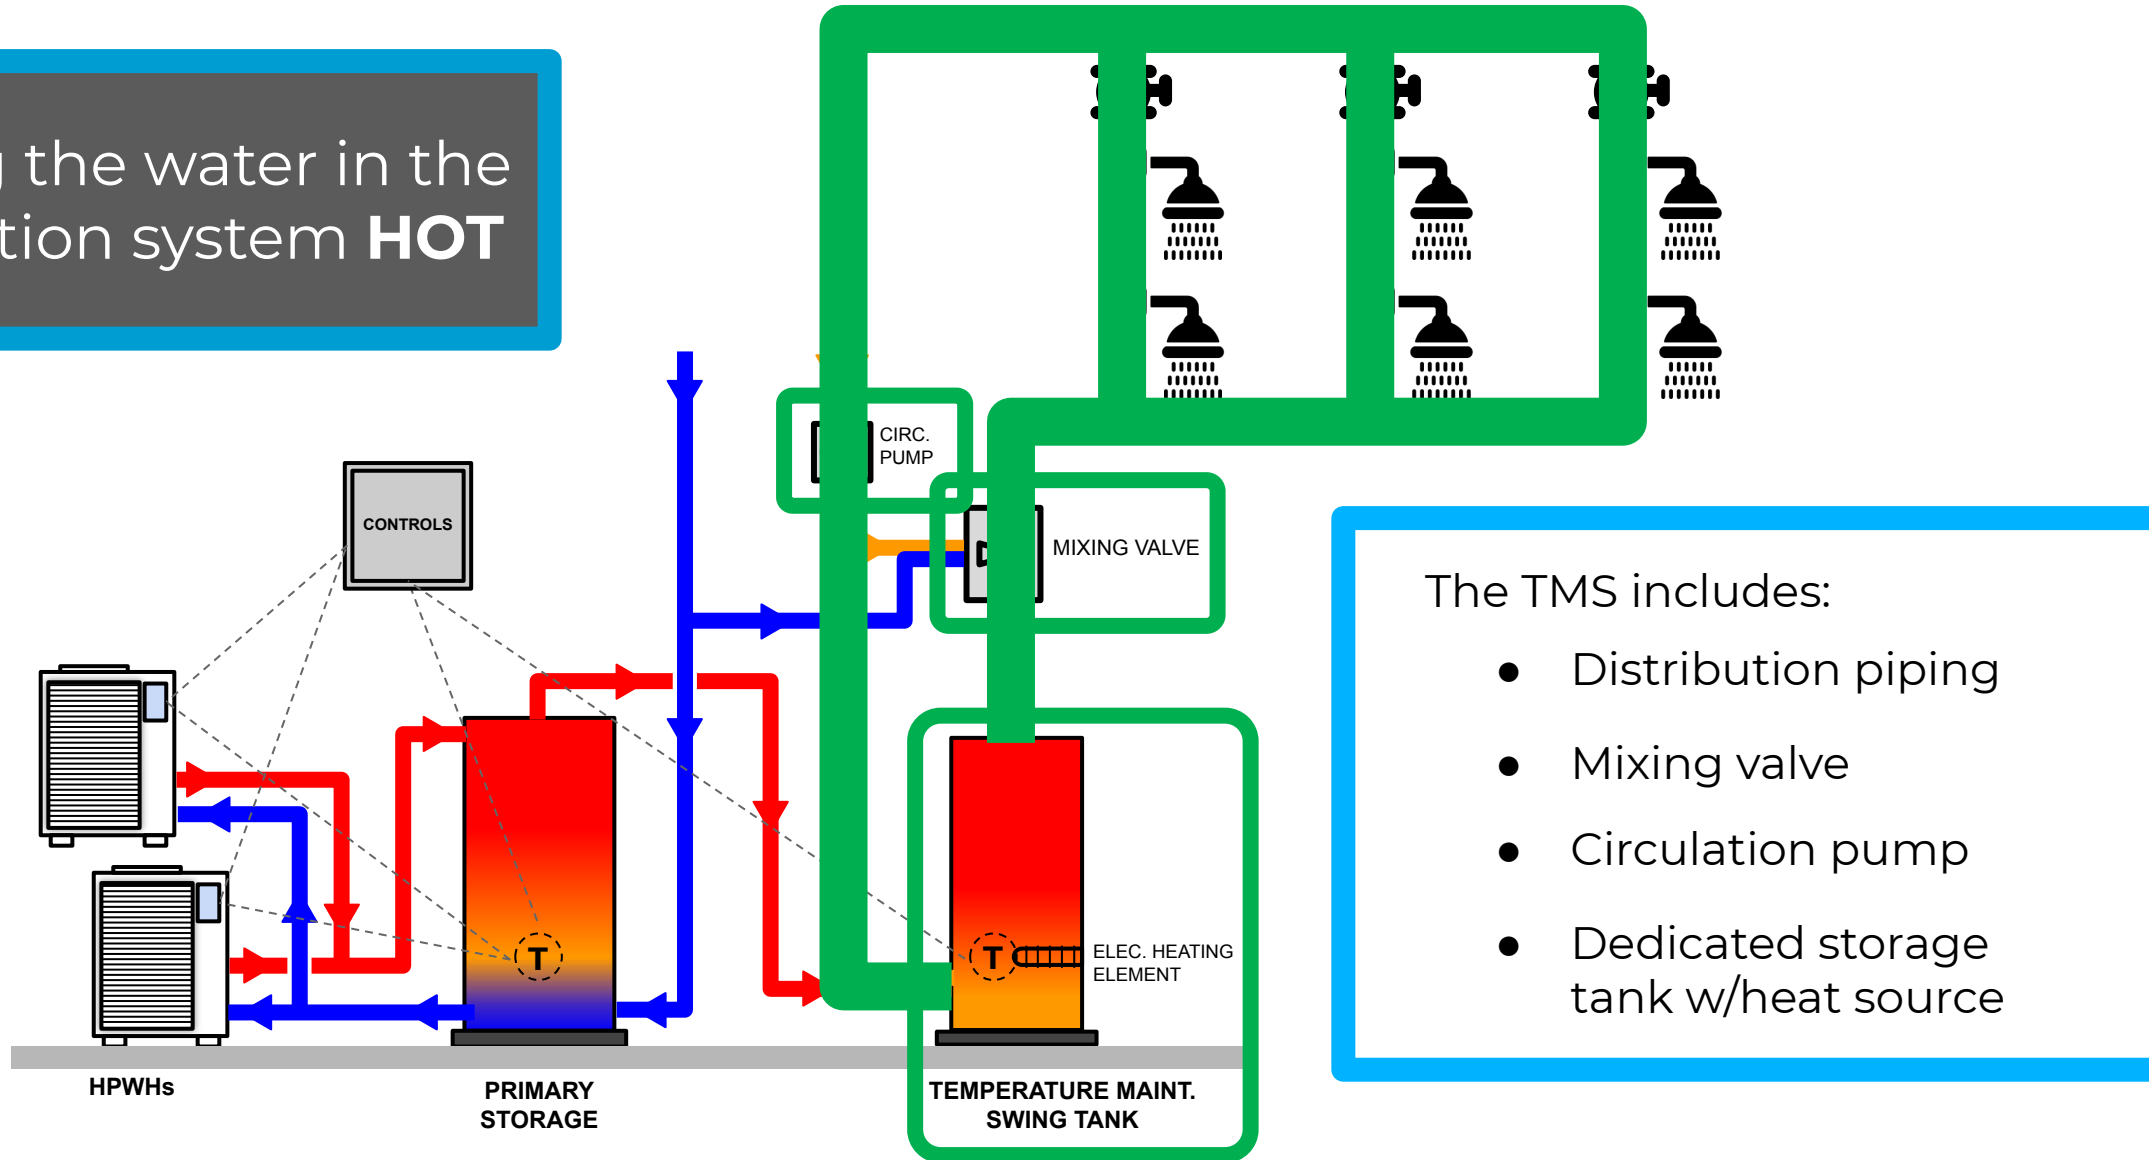 the water in the
system HOT
CIRC.
PUMP
MIXING VALVE
CONTROLS
The TMS includes:
● Distribution piping
● Mixing valve
● Circulation pump
● Dedicated storage
tank w/heat source
T
T
ELEC. HEATING
ELEMENT
HPWHs
PRIMARY
STORAGE
TEMPERATURE MAINT.
SWING TANK